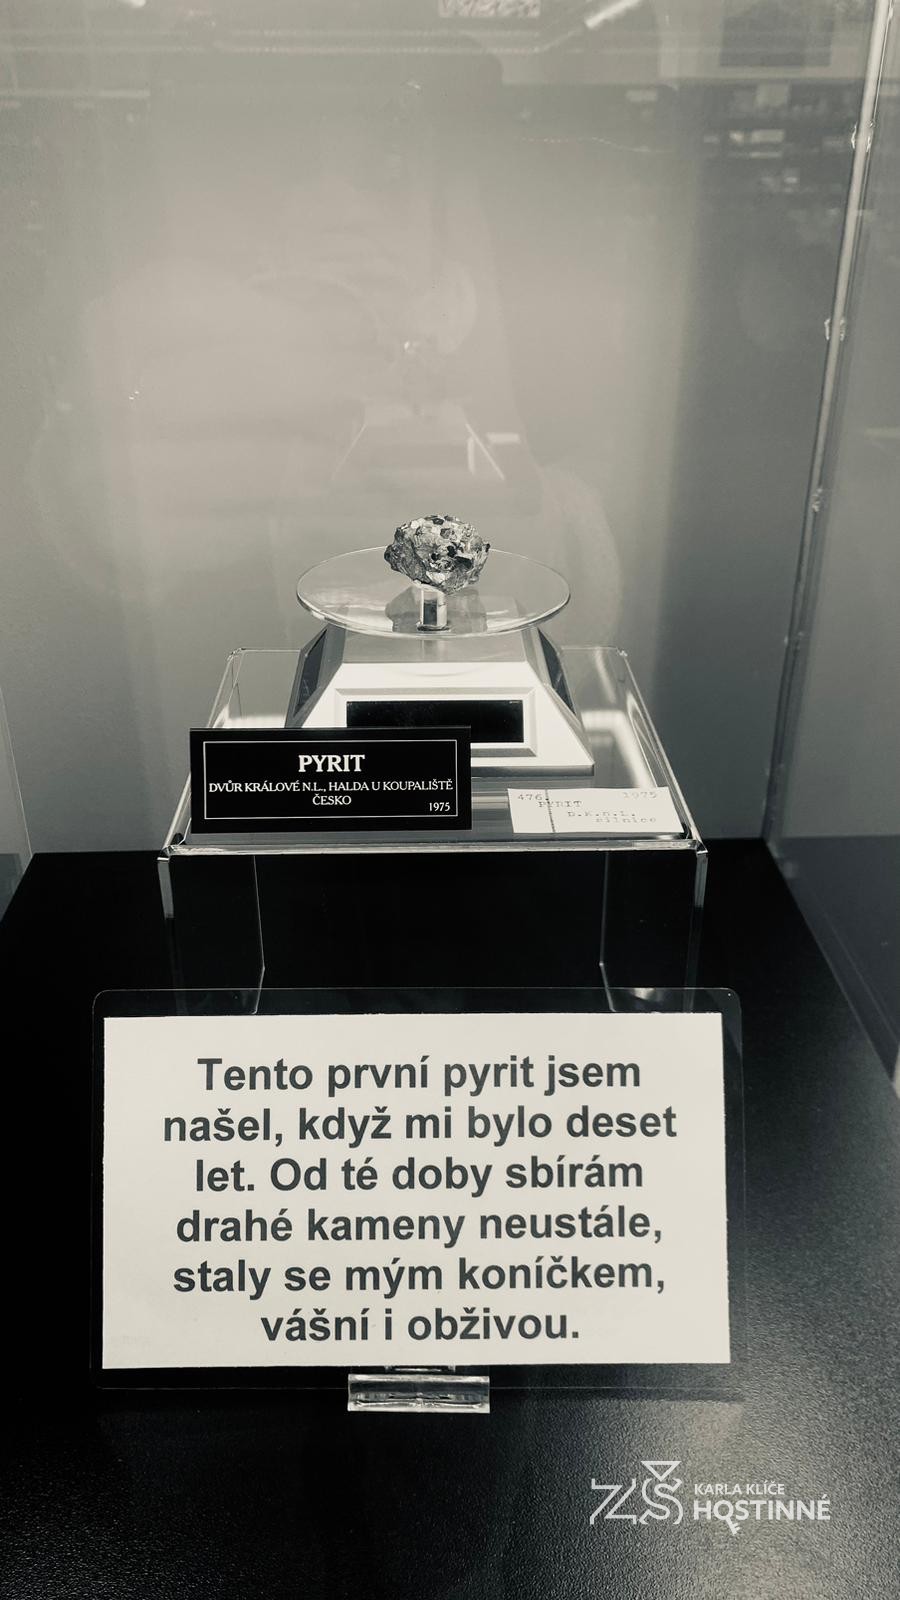 PYRIT
DVŮR KRÁLOVÉ N.L., HALDA U KOUPALIŠTĚ
ČESKO
1975
476. 1975
PYRIT
D.K.n.L.
silnice
Tento první pyrit jsem
našel, když mi bylo deset
let. Od té doby sbírám
drahé kameny neustále,
staly se mým koníčkem,
vášní i obživou.
ZŠ KARLA KLÍČE
HOSTINNÉ